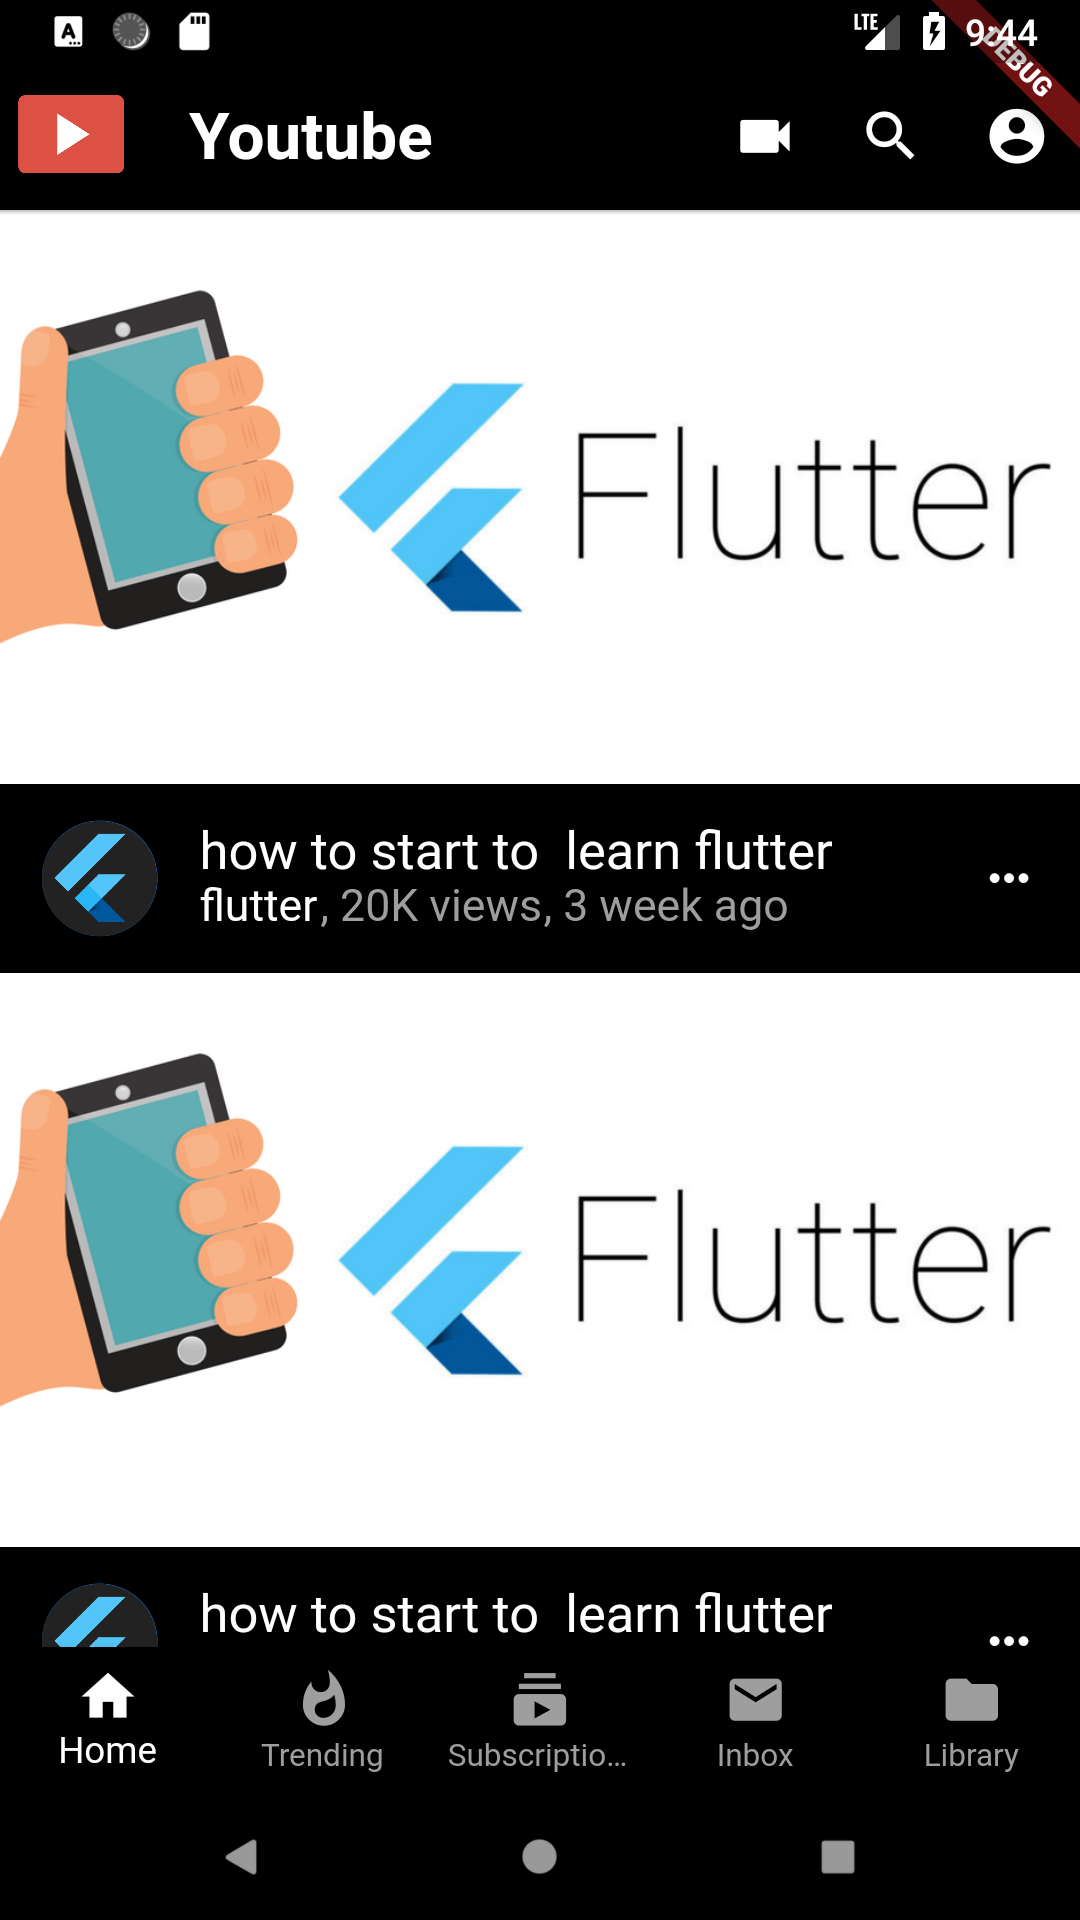 LTE 9:44
DEBUG
Youtube
Flutter
how to start to  learn flutter
flutter, 20K views, 3 week ago
Flutter
how to start to  learn flutter
Home Trending Subscriptio... Inbox Library